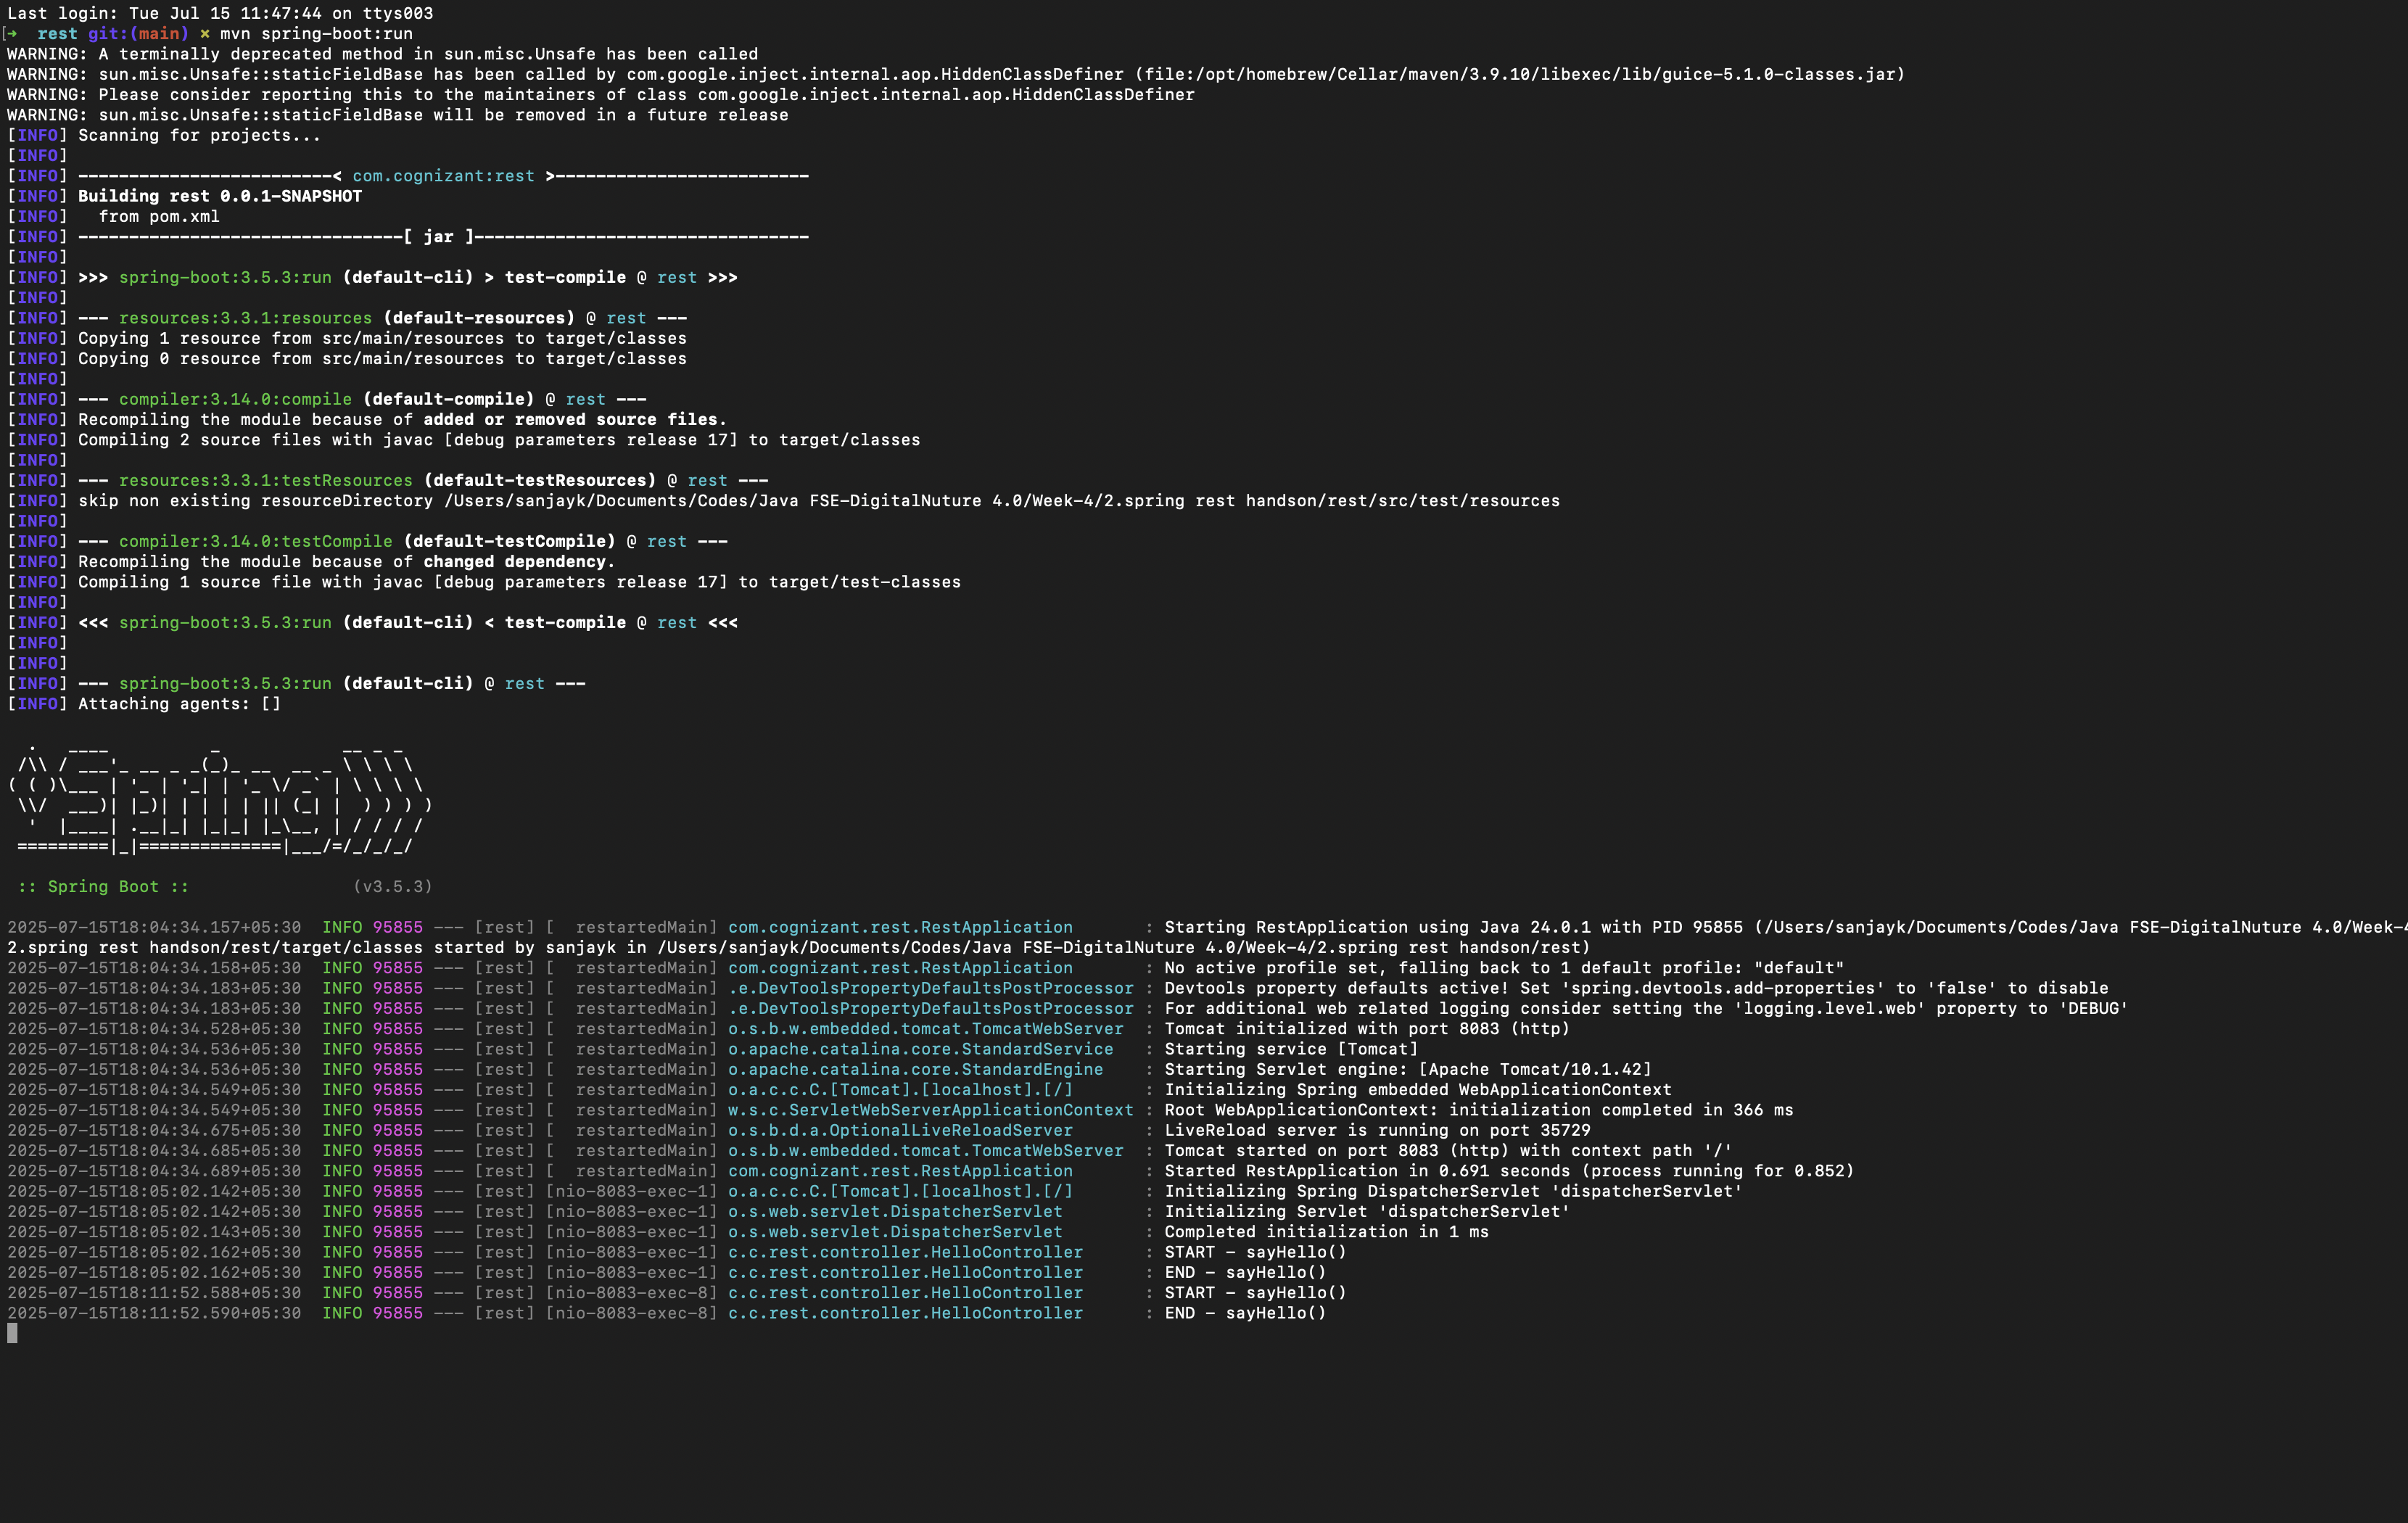 Last login: Tue Jul 15 11:47:44 on ttys003
[➜  rest git:(main) ✗ mvn spring-boot:run
WARNING: A terminally deprecated method in sun.misc.Unsafe has been called
WARNING: sun.misc.Unsafe::staticFieldBase has been called by com.google.inject.internal.aop.HiddenClassDefiner (file:/opt/homebrew/Cellar/maven/3.9.10/libexec/lib/guice-5.1.0-classes.jar)
WARNING: Please consider reporting this to the maintainers of class com.google.inject.internal.aop.HiddenClassDefiner
WARNING: sun.misc.Unsafe::staticFieldBase will be removed in a future release
[INFO] Scanning for projects...
[INFO]
[INFO] -------------------------< com.cognizant:rest >-------------------------
[INFO] Building rest 0.0.1-SNAPSHOT
[INFO]   from pom.xml
[INFO] --------------------------------[ jar ]---------------------------------
[INFO]
[INFO] >>> spring-boot:3.5.3:run (default-cli) > test-compile @ rest >>>
[INFO]
[INFO] --- resources:3.3.1:resources (default-resources) @ rest ---
[INFO] Copying 1 resource from src/main/resources to target/classes
[INFO] Copying 0 resource from src/main/resources to target/classes
[INFO]
[INFO] --- compiler:3.14.0:compile (default-compile) @ rest ---
[INFO] Recompiling the module because of added or removed source files.
[INFO] Compiling 2 source files with javac [debug parameters release 17] to target/classes
[INFO]
[INFO] --- resources:3.3.1:testResources (default-testResources) @ rest ---
[INFO] skip non existing resourceDirectory /Users/sanjayk/Documents/Codes/Java FSE-DigitalNuture 4.0/Week-4/2.spring rest handson/rest/src/test/resources
[INFO]
[INFO] --- compiler:3.14.0:testCompile (default-testCompile) @ rest ---
[INFO] Recompiling the module because of changed dependency.
[INFO] Compiling 1 source file with javac [debug parameters release 17] to target/test-classes
[INFO]
[INFO] <<< spring-boot:3.5.3:run (default-cli) < test-compile @ rest <<<
[INFO]
[INFO]
[INFO] --- spring-boot:3.5.3:run (default-cli) @ rest ---
[INFO] Attaching agents: []

  .   ____          _            __ _ _
 /\\ / ___'_ __ _ _(_)_ __  __ _ \ \ \ \
( ( )\___ | '_ | '_| | '_ \/ _` | \ \ \ \
 \\/  ___)| |_)| | | | | || (_| |  ) ) ) )
  '  |____| .__|_| |_|_| |_\__, | / / / /
 =========|_|==============|___/=/_/_/_/

 :: Spring Boot ::                (v3.5.3)

2025-07-15T18:04:34.157+05:30  INFO 95855 --- [rest] [  restartedMain] com.cognizant.rest.RestApplication       : Starting RestApplication using Java 24.0.1 with PID 95855 (/Users/sanjayk/Documents/Codes/Java FSE-DigitalNuture 4.0/Week-4/
2.spring rest handson/rest/target/classes started by sanjayk in /Users/sanjayk/Documents/Codes/Java FSE-DigitalNuture 4.0/Week-4/2.spring rest handson/rest)
2025-07-15T18:04:34.158+05:30  INFO 95855 --- [rest] [  restartedMain] com.cognizant.rest.RestApplication       : No active profile set, falling back to 1 default profile: "default"
2025-07-15T18:04:34.183+05:30  INFO 95855 --- [rest] [  restartedMain] .e.DevToolsPropertyDefaultsPostProcessor : Devtools property defaults active! Set 'spring.devtools.add-properties' to 'false' to disable
2025-07-15T18:04:34.183+05:30  INFO 95855 --- [rest] [  restartedMain] .e.DevToolsPropertyDefaultsPostProcessor : For additional web related logging consider setting the 'logging.level.web' property to 'DEBUG'
2025-07-15T18:04:34.528+05:30  INFO 95855 --- [rest] [  restartedMain] o.s.b.w.embedded.tomcat.TomcatWebServer  : Tomcat initialized with port 8083 (http)
2025-07-15T18:04:34.536+05:30  INFO 95855 --- [rest] [  restartedMain] o.apache.catalina.core.StandardService   : Starting service [Tomcat]
2025-07-15T18:04:34.536+05:30  INFO 95855 --- [rest] [  restartedMain] o.apache.catalina.core.StandardEngine    : Starting Servlet engine: [Apache Tomcat/10.1.42]
2025-07-15T18:04:34.549+05:30  INFO 95855 --- [rest] [  restartedMain] o.a.c.c.C.[Tomcat].[localhost].[/]       : Initializing Spring embedded WebApplicationContext
2025-07-15T18:04:34.549+05:30  INFO 95855 --- [rest] [  restartedMain] w.s.c.ServletWebServerApplicationContext : Root WebApplicationContext: initialization completed in 366 ms
2025-07-15T18:04:34.675+05:30  INFO 95855 --- [rest] [  restartedMain] o.s.b.d.a.OptionalLiveReloadServer       : LiveReload server is running on port 35729
2025-07-15T18:04:34.685+05:30  INFO 95855 --- [rest] [  restartedMain] o.s.b.w.embedded.tomcat.TomcatWebServer  : Tomcat started on port 8083 (http) with context path '/'
2025-07-15T18:04:34.689+05:30  INFO 95855 --- [rest] [  restartedMain] com.cognizant.rest.RestApplication       : Started RestApplication in 0.691 seconds (process running for 0.852)
2025-07-15T18:05:02.142+05:30  INFO 95855 --- [rest] [nio-8083-exec-1] o.a.c.c.C.[Tomcat].[localhost].[/]       : Initializing Spring DispatcherServlet 'dispatcherServlet'
2025-07-15T18:05:02.142+05:30  INFO 95855 --- [rest] [nio-8083-exec-1] o.s.web.servlet.DispatcherServlet        : Initializing Servlet 'dispatcherServlet'
2025-07-15T18:05:02.143+05:30  INFO 95855 --- [rest] [nio-8083-exec-1] o.s.web.servlet.DispatcherServlet        : Completed initialization in 1 ms
2025-07-15T18:05:02.162+05:30  INFO 95855 --- [rest] [nio-8083-exec-1] c.c.rest.controller.HelloController      : START - sayHello()
2025-07-15T18:05:02.162+05:30  INFO 95855 --- [rest] [nio-8083-exec-1] c.c.rest.controller.HelloController      : END - sayHello()
2025-07-15T18:11:52.588+05:30  INFO 95855 --- [rest] [nio-8083-exec-8] c.c.rest.controller.HelloController      : START - sayHello()
2025-07-15T18:11:52.590+05:30  INFO 95855 --- [rest] [nio-8083-exec-8] c.c.rest.controller.HelloController      : END - sayHello()